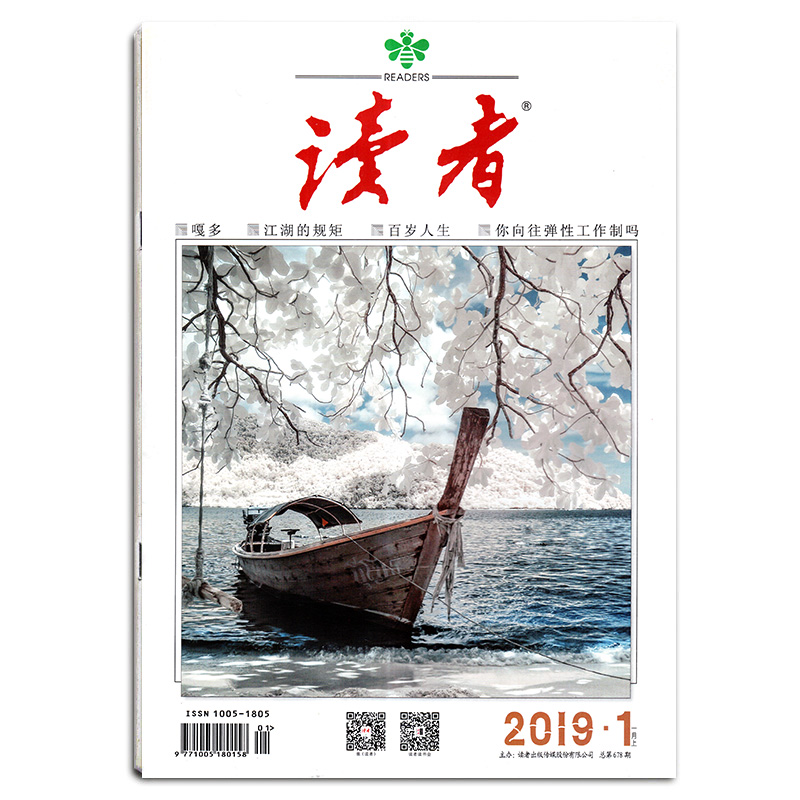 READERS
读者®
嘎多 江湖的规矩 百岁人生 你向往弹性工作制吗
ISSN 1005-1805
01>
9 771005 180158
2019·1 一月上
主办：读者出版传媒股份有限公司 总第678期